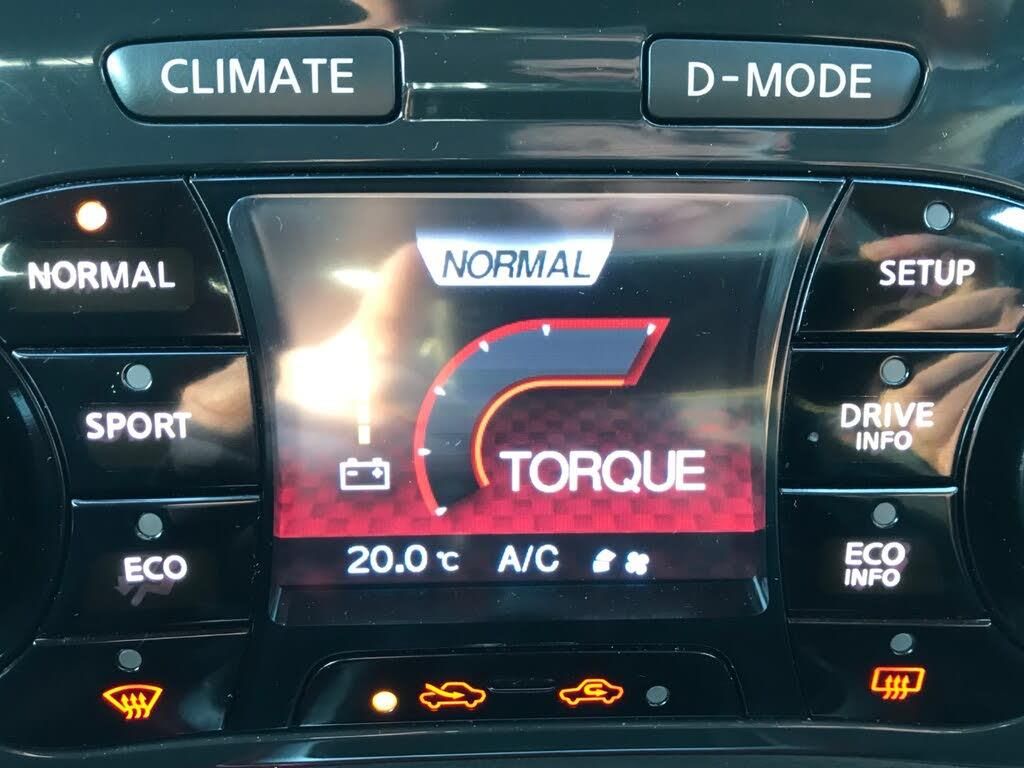 CLIMATE
D-MODE
NORMAL
NORMAL
SETUP
SPORT
DRIVE
INFO
TORQUE
ECO
20.0 ℃ A/C
ECO
INFO